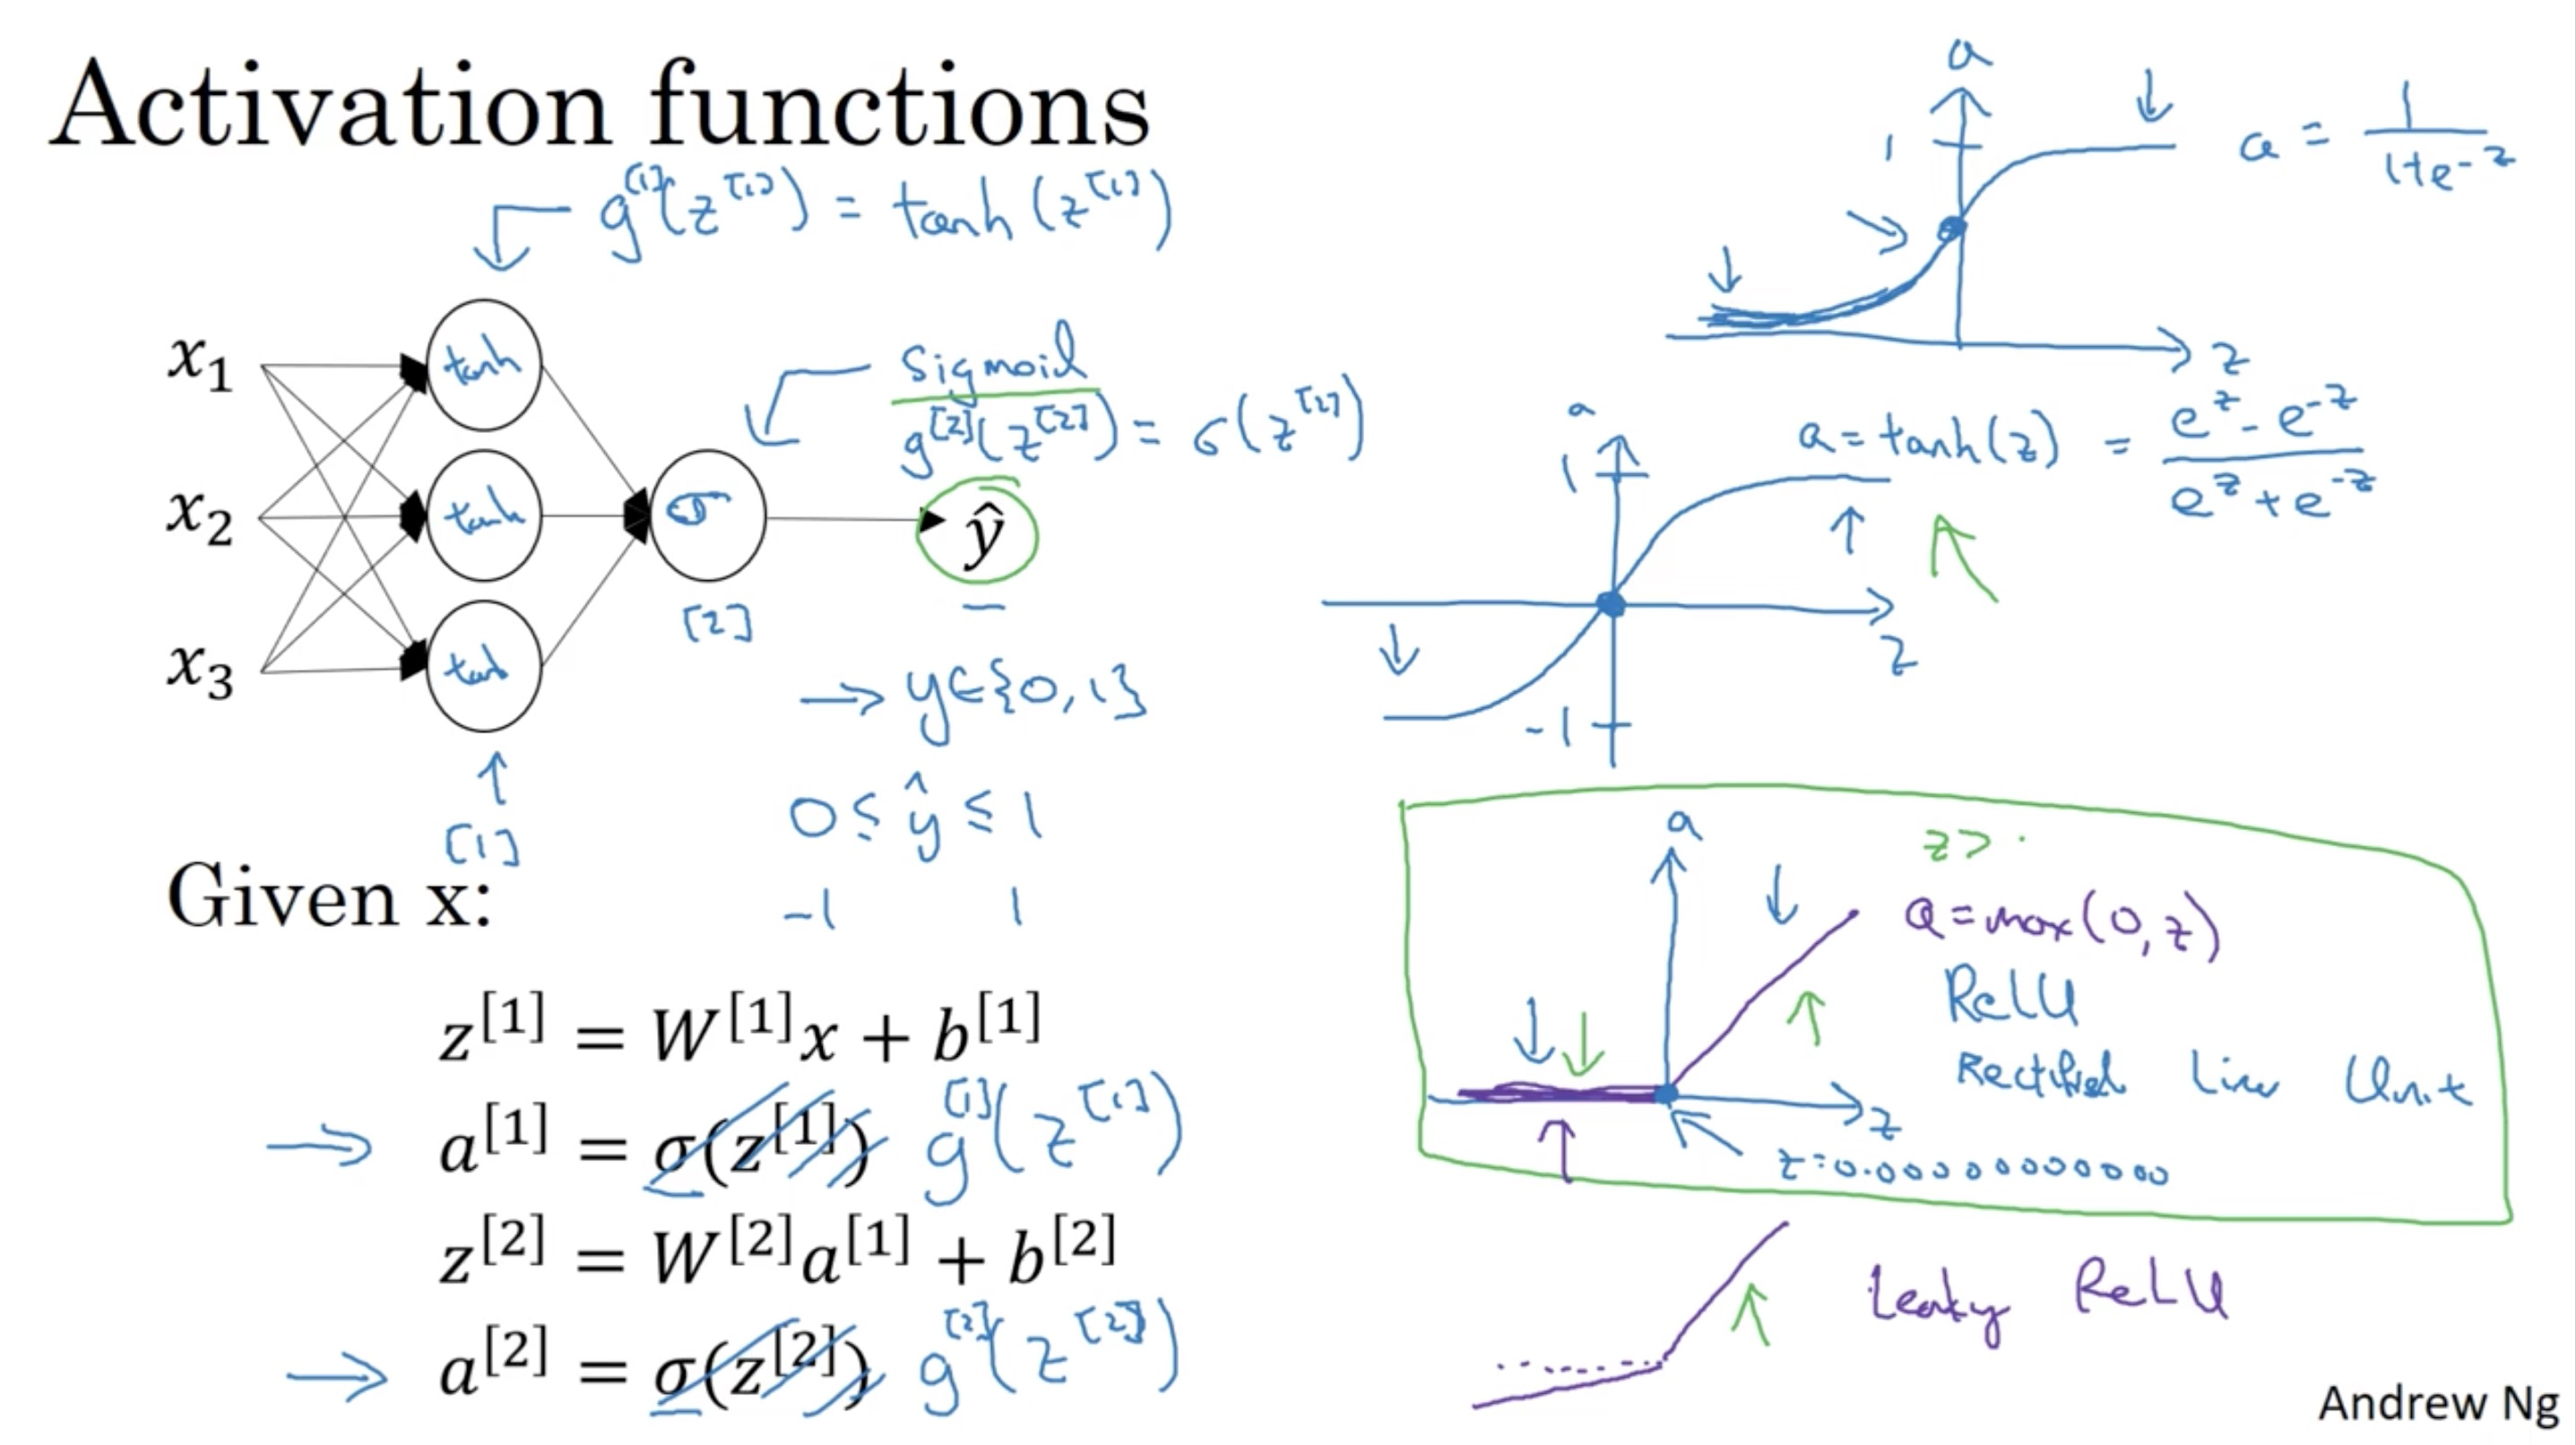 Activation functions
g^[1](z^[1]) = tanh(z^[1])
x₁
x₂
x₃
tanh
tanh
tanh
σ
[1]
[2]
Sigmoid
g^[2](z^[2]) = σ(z^[2])
ŷ
→ y∈{0,1}
0 ≤ ŷ ≤ 1
-1 1
Given x:
z^[1] = W^[1]x + b^[1]
⇒ a^[1] = σ(z^[1]) g^[1](z^[1])
z^[2] = W^[2]a^[1] + b^[2]
⇒ a^[2] = σ(z^[2]) g^[2](z^[2])
a
1
z
a = 1/(1+e^-z)
a
1
-1
z
a = tanh(z) = (e^z - e^-z)/(e^z + e^-z)
a
z
z >
a = max(0, z)
ReLU
Rectified Linear Unit
z=0.00000000000
Leaky ReLU
Andrew Ng